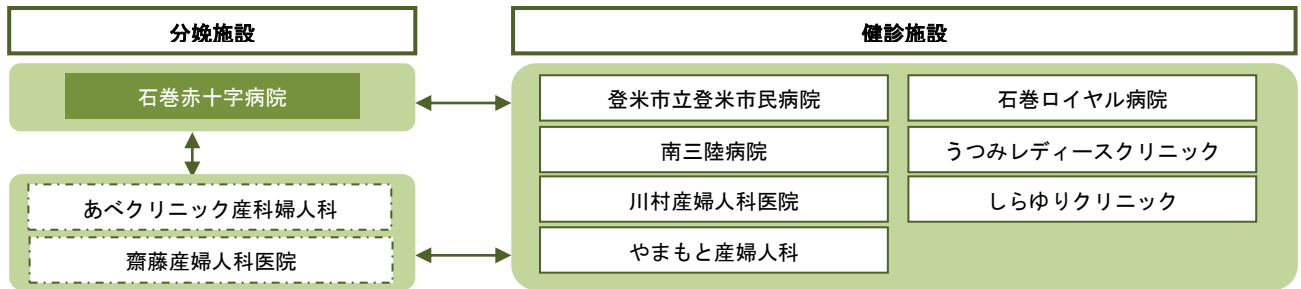 分娩施設
健診施設
石巻赤十字病院
あべクリニック産科婦人科
齋藤産婦人科医院
登米市立登米市民病院
南三陸病院
川村産婦人科医院
やまもと産婦人科
石巻ロイヤル病院
うつみレディースクリニック
しらゆりクリニック